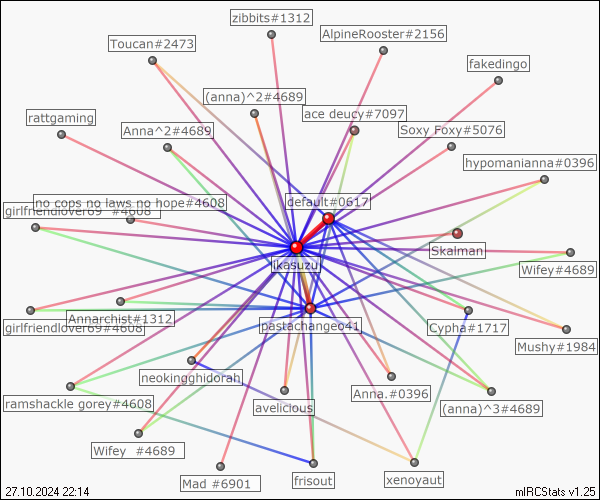 zibbits#1312
AlpineRooster#2156
Toucan#2473
fakedingo
(anna)^2#4689
ace deucy#7097
rattgaming
Anna^2#4689
Soxy Foxy#5076
hypomanianna#0396
no cops no laws no hope#4608
default#0617
girlfriendlover69 #4608
Skalman
ikasuzu
Wifey#4689
Annarchist#1312
girlfriendlover69#4608
pastachangeo41
Cypha#1717
Mushy#1984
neokingghidorah
Anna.#0396
ramshackle gorey#4608
avelicious
(anna)^3#4689
Wifey #4689
Mad #6901
frisout
xenoyaut
27.10.2024 22:14
mIRCStats v1.25